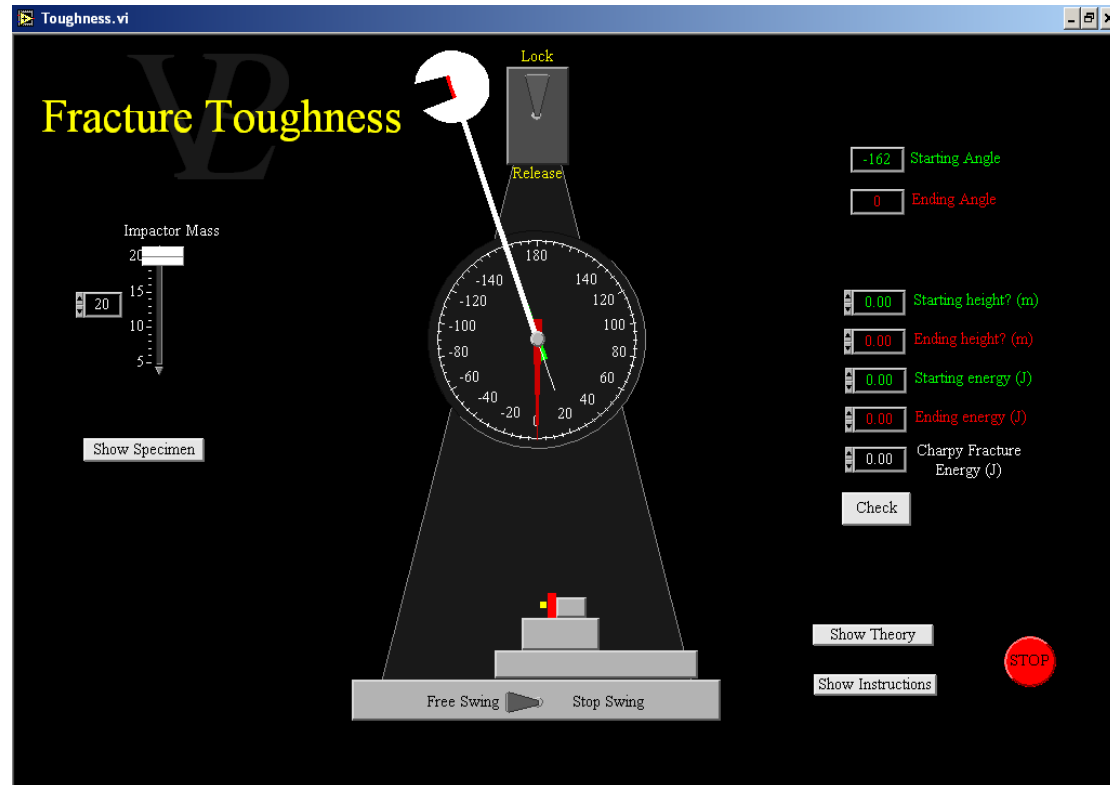 Toughness.vi
VPL
Fracture Toughness
Lock
Release
Impactor Mass
20
15
10
5
20
Show Specimen
180
-140
140
-120
120
-100
100
-80
80
-60
60
-40
40
-20
20
0
-162 Starting Angle
0 Ending Angle
0.00 Starting height? (m)
0.00 Ending height? (m)
0.00 Starting energy (J)
0.00 Ending energy (J)
0.00 Charpy Fracture
Energy (J)
Check
Show Theory
Show Instructions
STOP
Free Swing Stop Swing